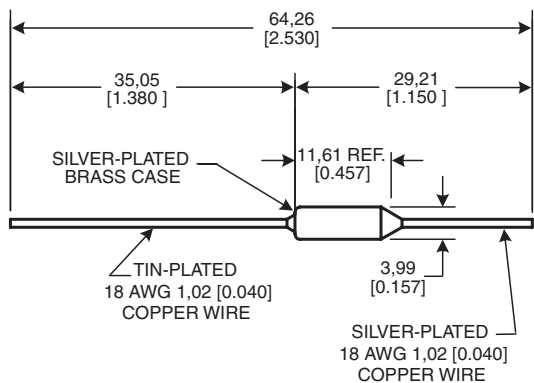 64,26
[2.530]
35,05
[1.380 ]
29,21
[1.150 ]
11,61 REF.
[0.457]
SILVER-PLATED
BRASS CASE
TIN-PLATED
18 AWG 1,02 [0.040]
COPPER WIRE
3,99
[0.157]
SILVER-PLATED
18 AWG 1,02 [0.040]
COPPER WIRE